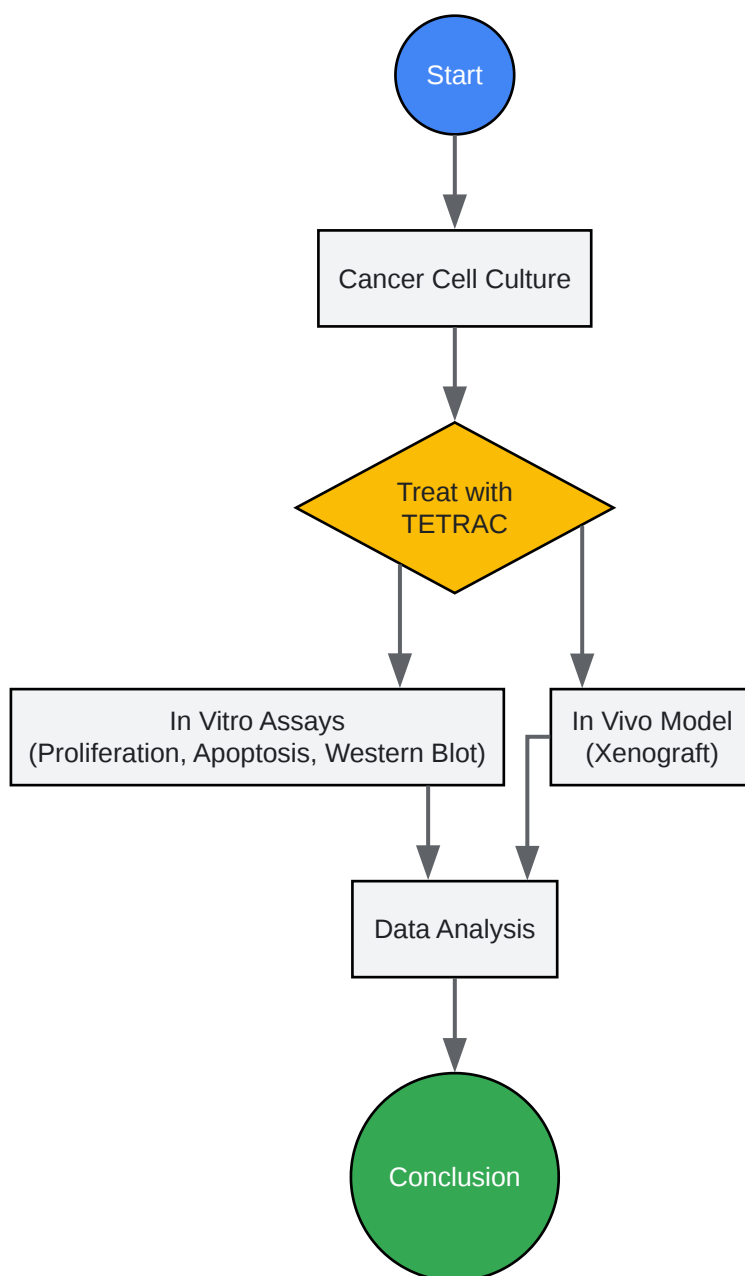 Start
Cancer Cell Culture
Treat with
TETRAC
In Vitro Assays
(Proliferation, Apoptosis, Western Blot)
In Vivo Model
(Xenograft)
Data Analysis
Conclusion